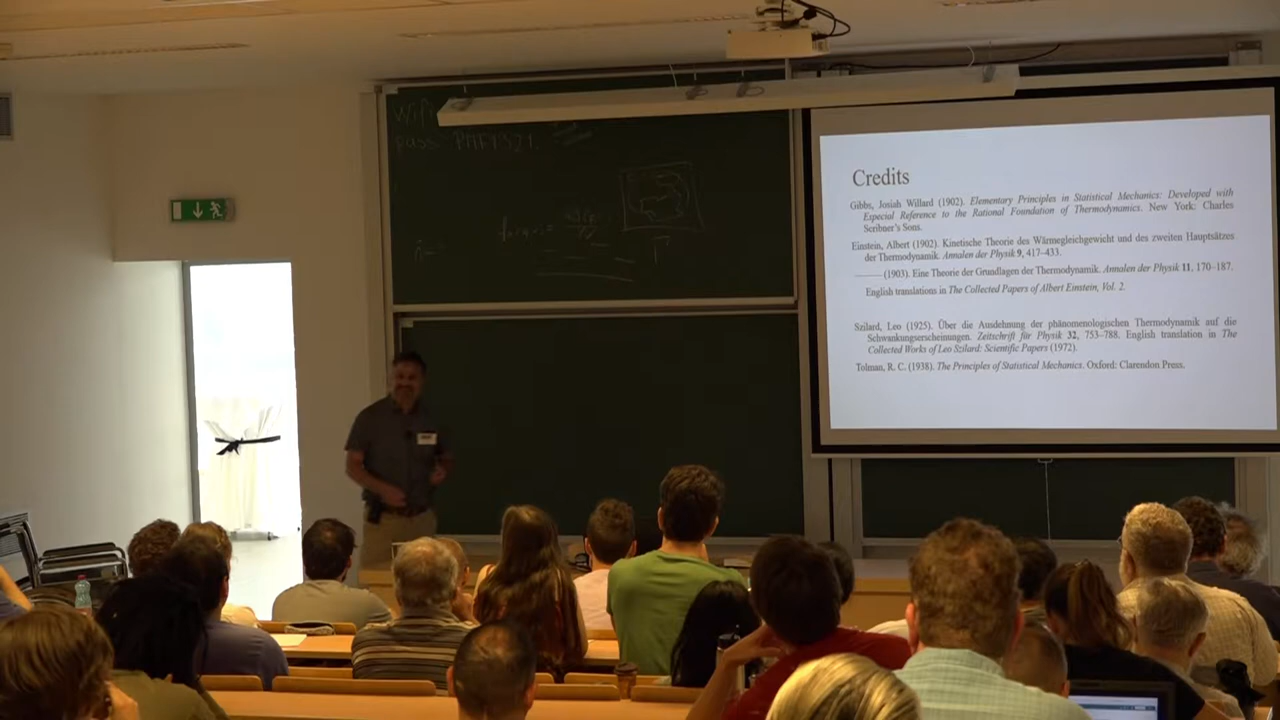 Wifi
pass: PMF1321
Credits
Gibbs, Josiah Willard (1902). Elementary Principles in Statistical Mechanics: Developed with
Especial Reference to the Rational Foundation of Thermodynamics. New York: Charles
Scribner's Sons.
Einstein, Albert (1902). Kinetische Theorie des Wärmegleichgewicht und des zweiten Hauptsätzes
der Thermodynamik. Annalen der Physik 9, 417–433.
——— (1903). Eine Theorie der Grundlagen der Thermodynamik. Annalen der Physik 11, 170–187.
English translations in The Collected Papers of Albert Einstein, Vol. 2.
Szilard, Leo (1925). Über die Ausdehnung der phänomenologischen Thermodynamik auf die
Schwankungserscheinungen. Zeitschrift für Physik 32, 753–788. English translation in The
Collected Works of Leo Szilard: Scientific Papers (1972).
Tolman, R. C. (1938). The Principles of Statistical Mechanics. Oxford: Clarendon Press.